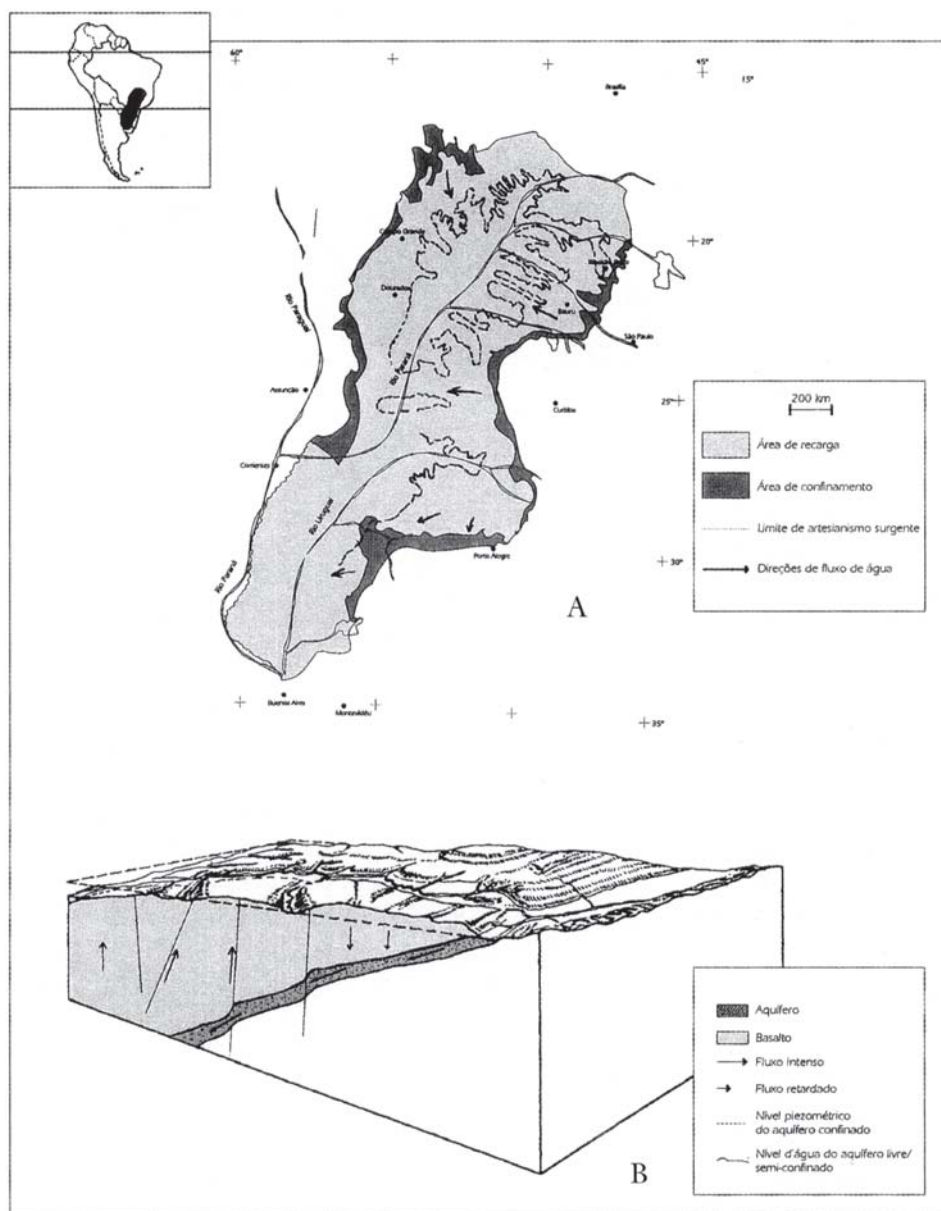 60°
45°
15°
Brasília
20°
Campo Grande
Dourados
Bauru
São Paulo
Rio Paraguai
Rio Paraná
Assunção
25°
Curitiba
Corrientes
Rio Uruguai
Porto Alegre
30°
Rio Paraná
A
Buenos Aires
Montevidéu
35°
200 km
Área de recarga
Área de confinamento
Limite de artesianismo surgente
Direções de fluxo de água
Aquífero
Basalto
Fluxo intenso
Fluxo retardado
Nível piezométrico
do aquífero confinado
Nível d'água do aquífero livre/
semi-confinado
B